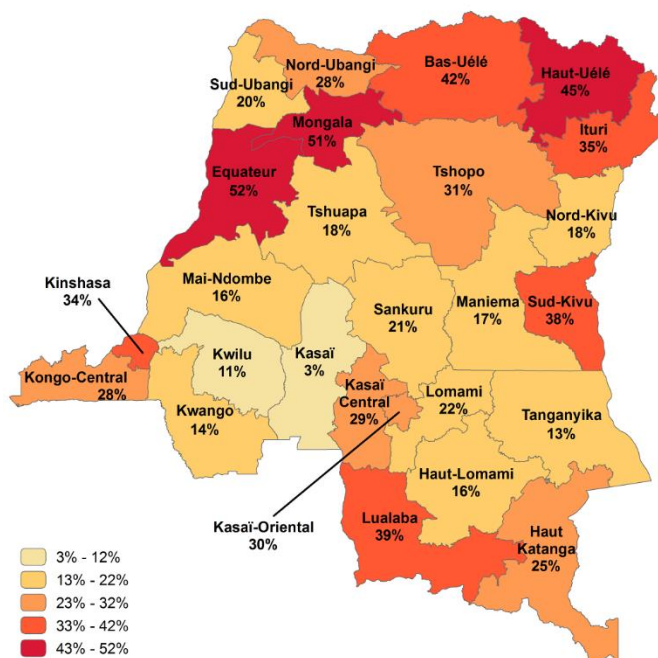 Nord-Ubangi
28%
Bas-Uélé
42%
Haut-Uélé
45%
Sud-Ubangi
20%
Mongala
51%
Ituri
35%
Equateur
52%
Tshopo
31%
Tshuapa
18%
Nord-Kivu
18%
Kinshasa
34%
Mai-Ndombe
16%
Sankuru
21%
Maniema
17%
Sud-Kivu
38%
Kwilu
11%
Kasaï
3%
Kongo-Central
28%
Kasaï
Central
29%
Lomami
22%
Tanganyika
13%
Kwango
14%
Haut-Lomami
16%
Kasaï-Oriental
30%
Lualaba
39%
Haut
Katanga
25%
3% - 12%
13% - 22%
23% - 32%
33% - 42%
43% - 52%